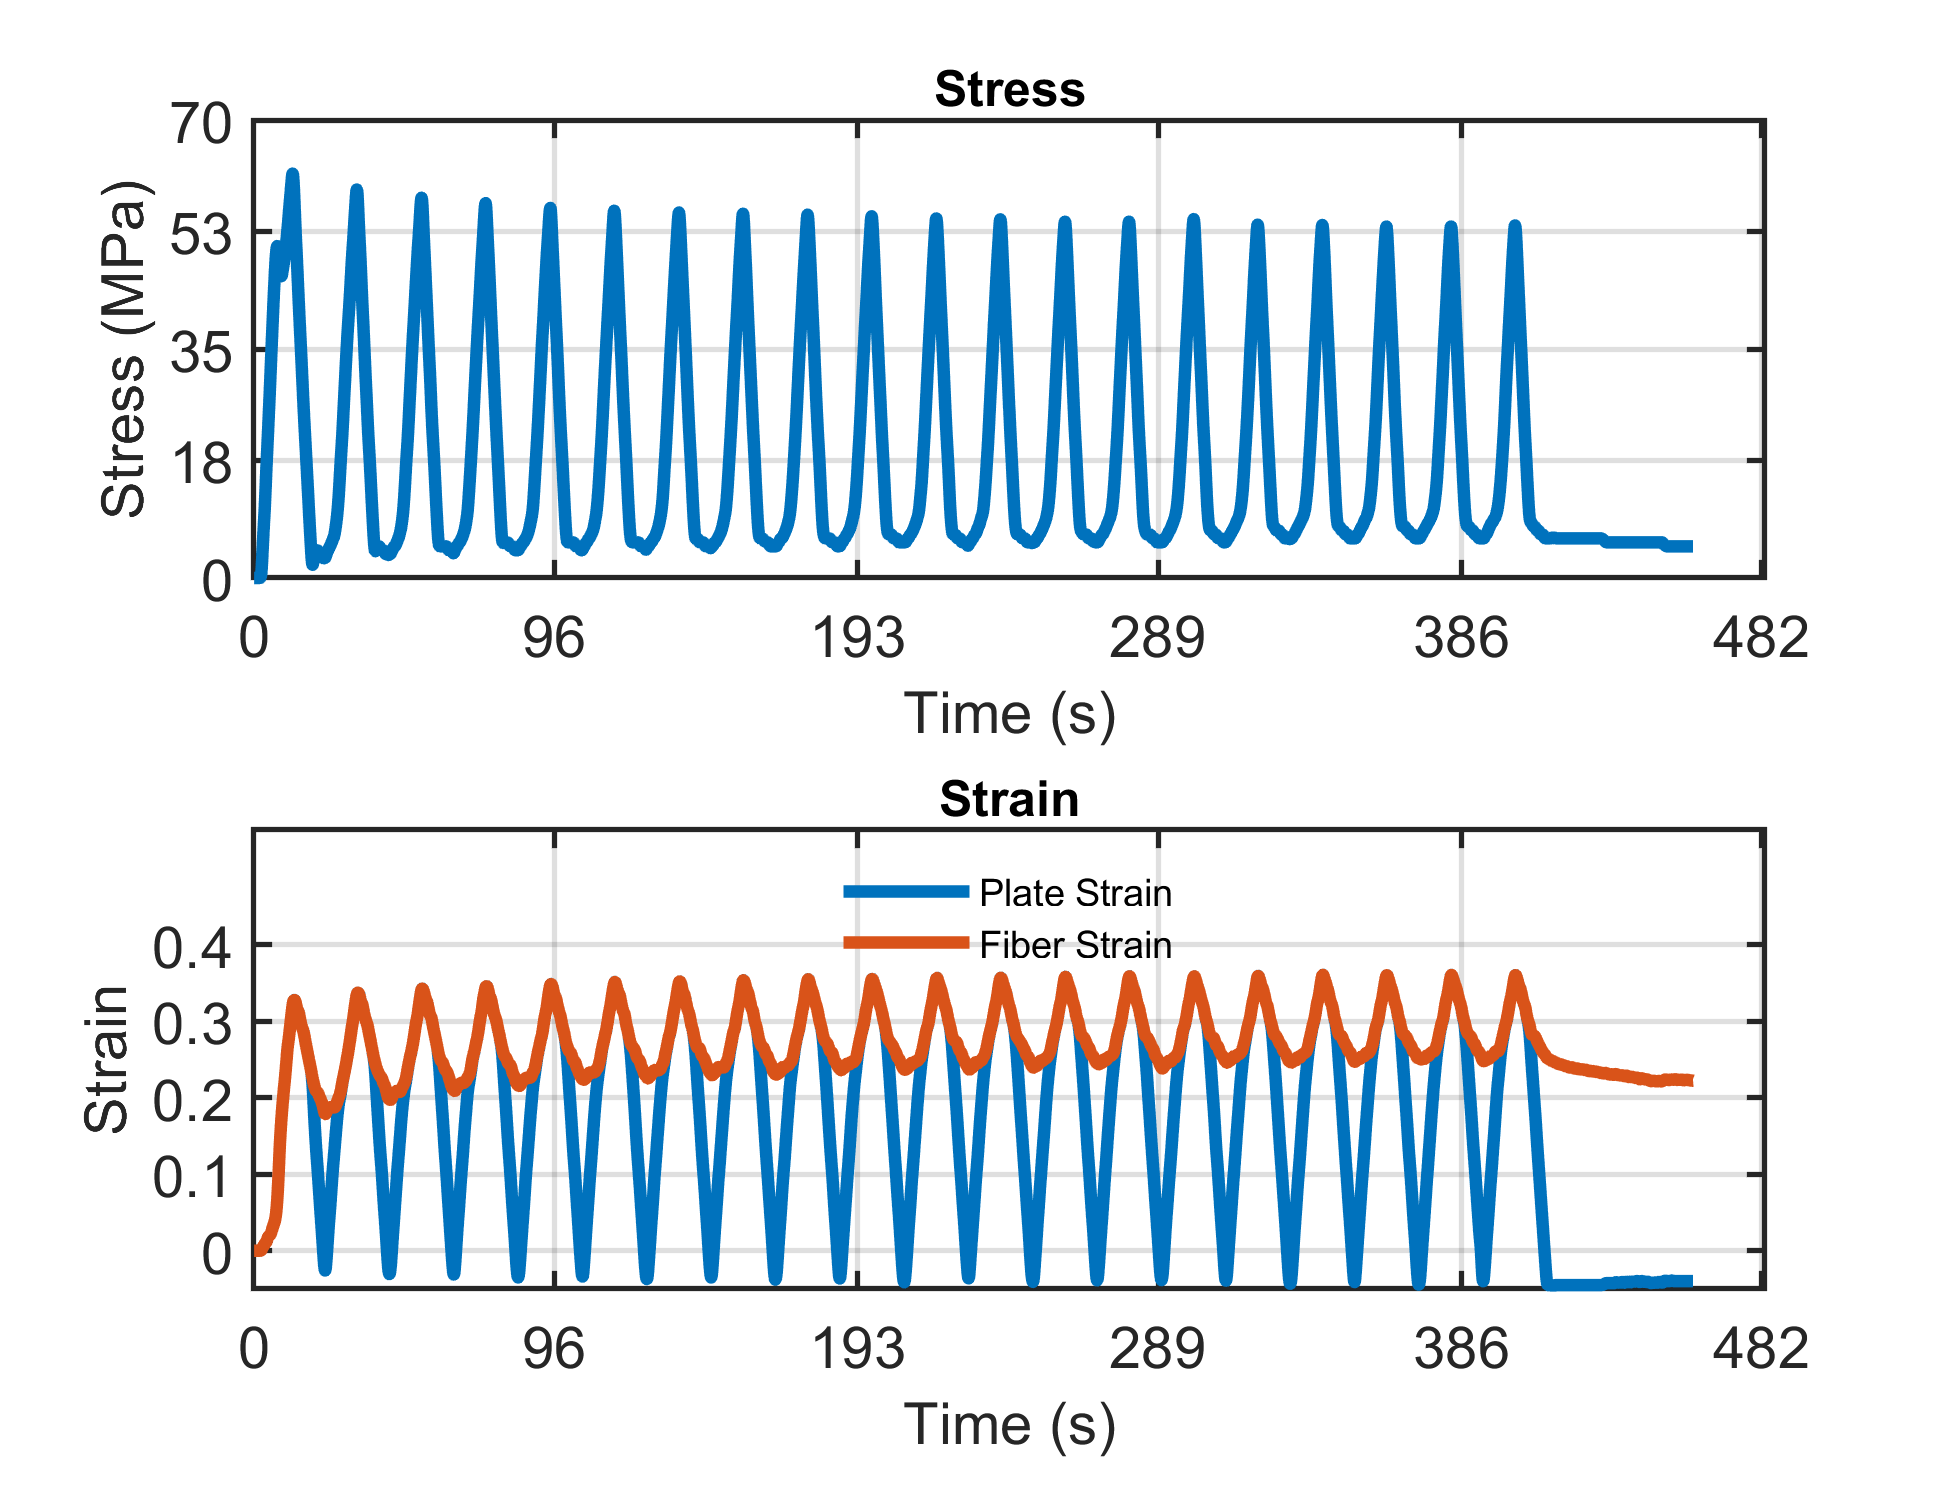 Stress
70
53
35
18
0
Stress (MPa)
0 96 193 289 386 482
Time (s)
Strain
Plate Strain
Fiber Strain
0.4
0.3
0.2
0.1
0
Strain
0 96 193 289 386 482
Time (s)